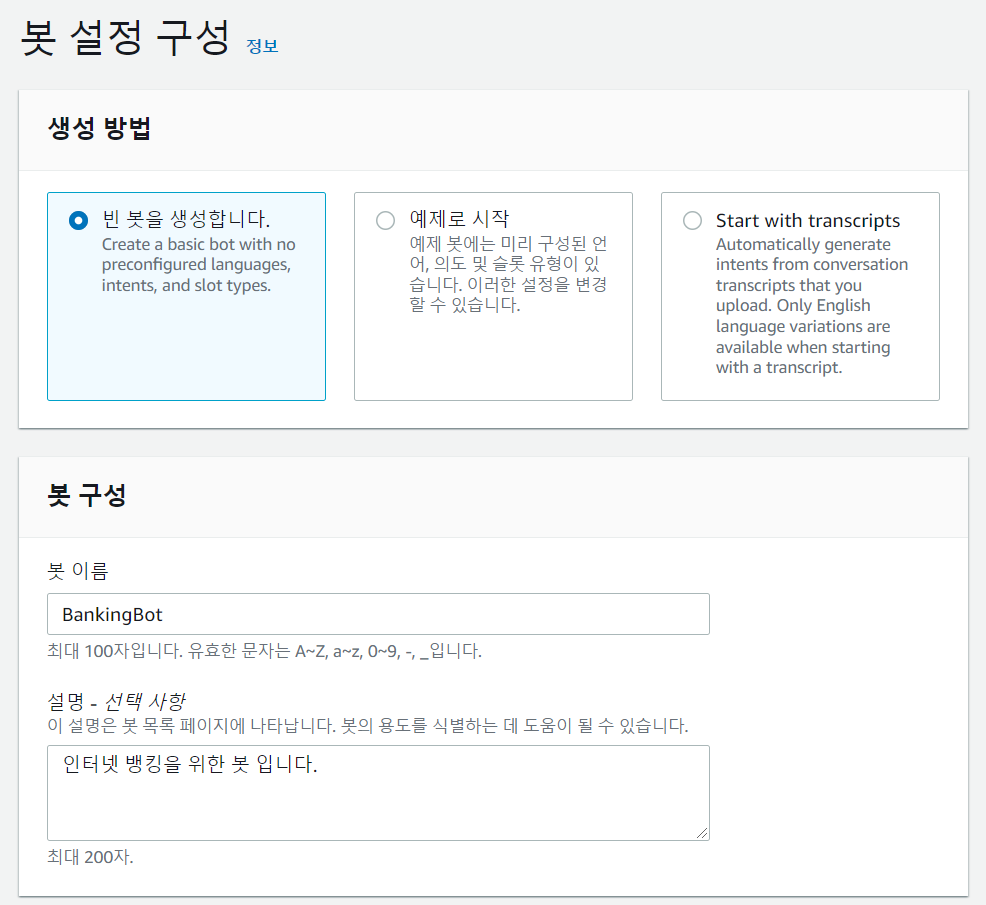 봇 설정 구성 정보
생성 방법
빈 봇을 생성합니다.
Create a basic bot with no
preconfigured languages,
intents, and slot types.
예제로 시작
예제 봇에는 미리 구성된 언
어, 의도 및 슬롯 유형이 있
습니다. 이러한 설정을 변경
할 수 있습니다.
Start with transcripts
Automatically generate
intents from conversation
transcripts that you
upload. Only English
language variations are
available when starting
with a transcript.
봇 구성
봇 이름
BankingBot
최대 100자입니다. 유효한 문자는 A~Z, a~z, 0~9, -, _입니다.
설명 - 선택 사항
이 설명은 봇 목록 페이지에 나타납니다. 봇의 용도를 식별하는 데 도움이 될 수 있습니다.
인터넷 뱅킹을 위한 봇 입니다.
최대 200자.